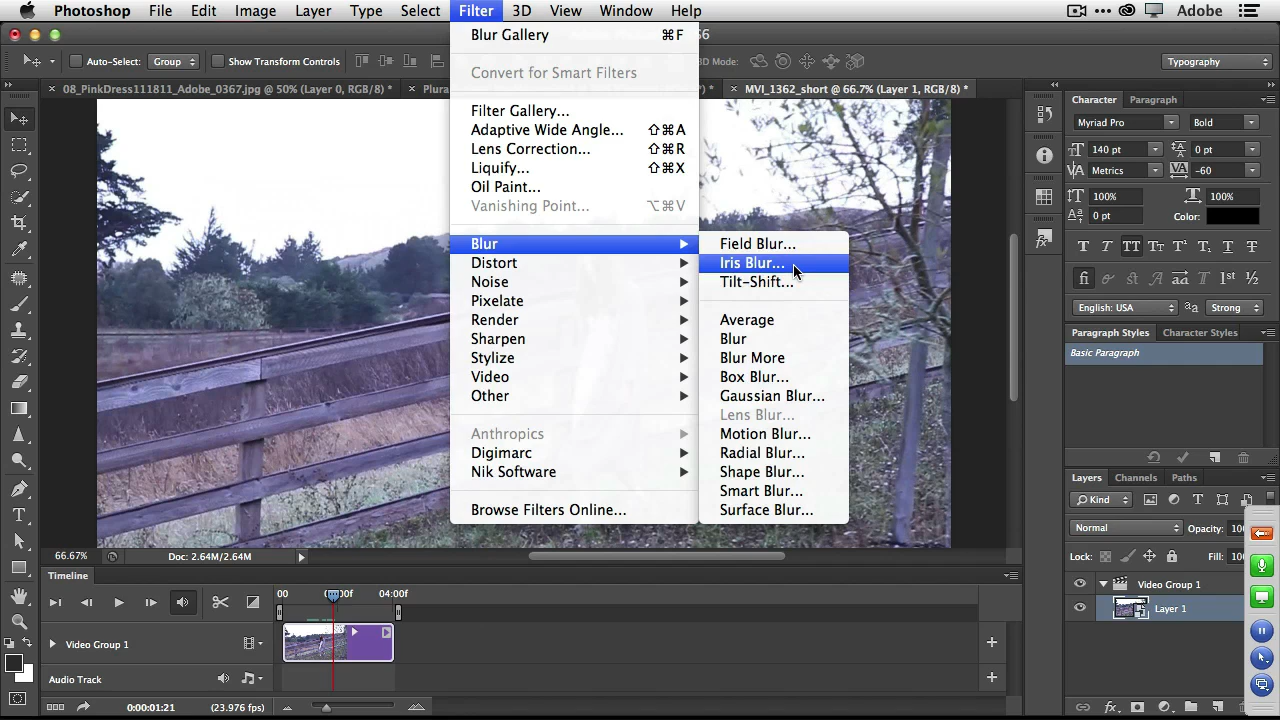 Photoshop File Edit Image Layer Type Select Filter 3D View Window Help Adobe
Auto-Select: Group Show Transform Controls 3D Mode: Typography
08_PinkDress111811_Adobe_0367.jpg @ 50% (Layer 0, RGB/8) * MVI_1362_short @ 66.7% (Layer 1, RGB/8) *
Blur Gallery ⌘F
Convert for Smart Filters
Filter Gallery...
Adaptive Wide Angle... ⇧⌘A
Lens Correction... ⇧⌘R
Liquify... ⇧⌘X
Oil Paint...
Vanishing Point... ⌥⌘V
Blur
Distort
Noise
Pixelate
Render
Sharpen
Stylize
Video
Other
Anthropics
Digimarc
Nik Software
Browse Filters Online...
Field Blur...
Iris Blur...
Tilt-Shift...
Average
Blur
Blur More
Box Blur...
Gaussian Blur...
Lens Blur...
Motion Blur...
Radial Blur...
Shape Blur...
Smart Blur...
Surface Blur...
Character Paragraph
Myriad Pro Bold
140 pt 0 pt
Metrics -60
100% 100%
0 pt Color:
English: USA Strong
Paragraph Styles Character Styles
Basic Paragraph
Layers Channels Paths
Kind
Normal Opacity:
Lock: Fill:
Video Group 1
Layer 1
66.67% Doc: 2.64M/2.64M
Timeline
00 04:00f
Video Group 1
Audio Track
0:00:01:21 (23.976 fps)